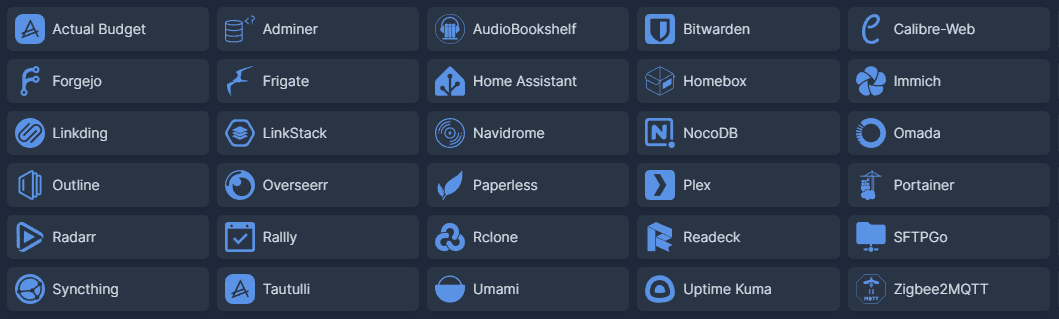 Actual Budget
Adminer
AudioBookshelf
Bitwarden
Calibre-Web
Forgejo
Frigate
Home Assistant
Homebox
Immich
Linkding
LinkStack
Navidrome
NocoDB
Omada
Outline
Overseerr
Paperless
Plex
Portainer
Radarr
Rallly
Rclone
Readeck
SFTPGo
Syncthing
Tautulli
Umami
Uptime Kuma
MQTT
Zigbee2MQTT